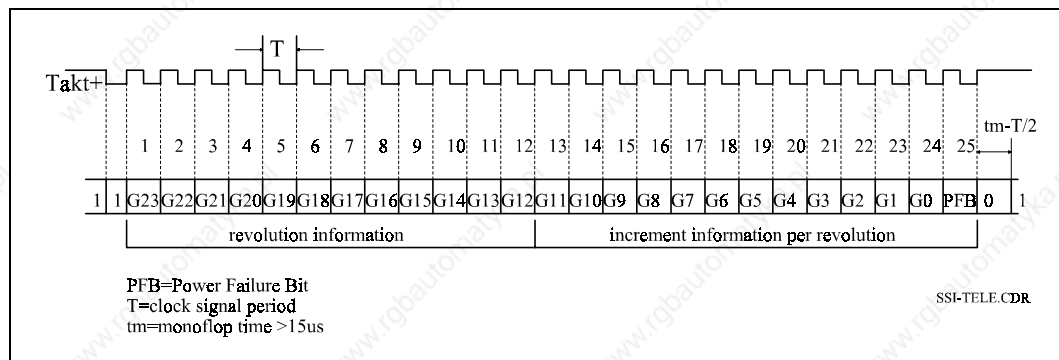 T
Takt+
tm-T/2
1 2 3 4 5 6 7 8 9 10 11 12 13 14 15 16 17 18 19 20 21 22 23 24 25
1 1 G23 G22 G21 G20 G19 G18 G17 G16 G15 G14 G13 G12 G11 G10 G9 G8 G7 G6 G5 G4 G3 G2 G1 G0 PFB 0 1
revolution information increment information per revolution
PFB=Power Failure Bit
T=clock signal period
tm=monoflop time >15us
SSI-TELE.CDR
www.rgbautomatyka.pl